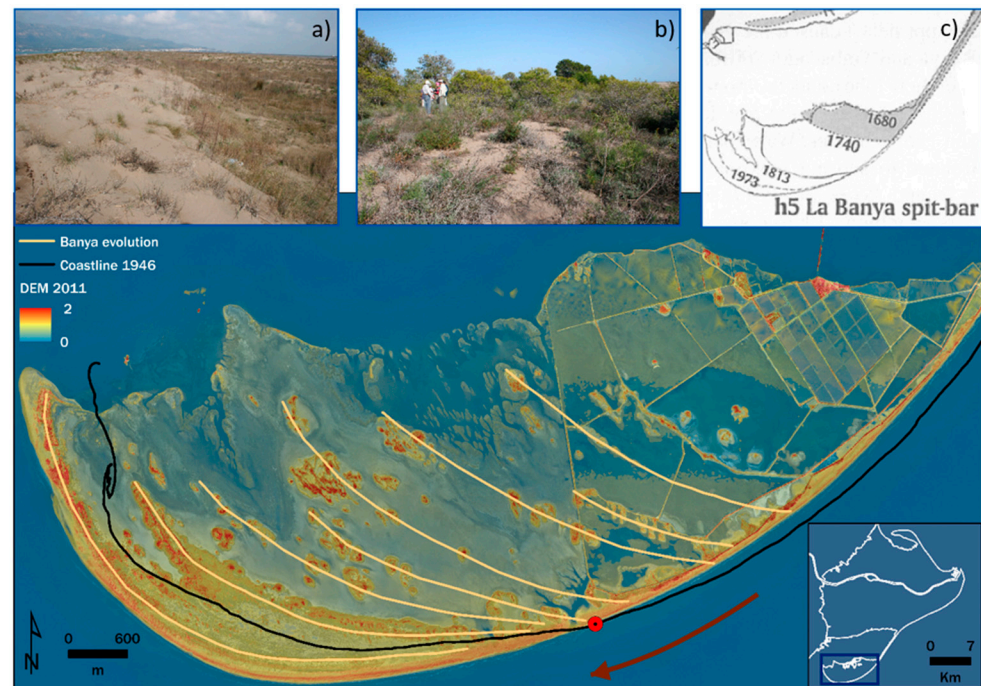 a)
b)
c)
1680
1740
1813
1973
h5 La Banya spit-bar
Banya evolution
Coastline 1946
DEM 2011
2
0
N
0 600
m
0 7
Km